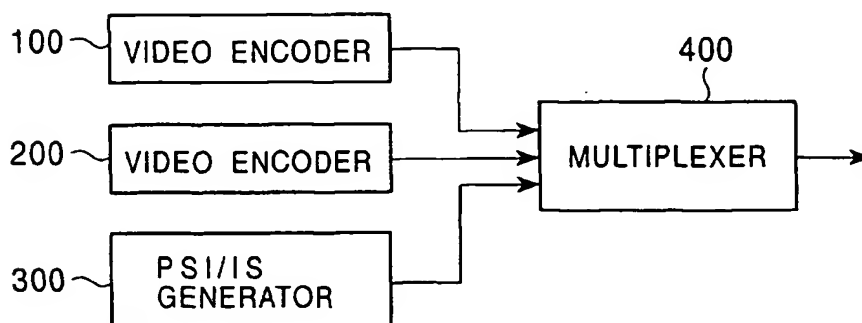 100
VIDEO ENCODER
400
200
VIDEO ENCODER
MULTIPLEXER
300
PSI/IS
GENERATOR